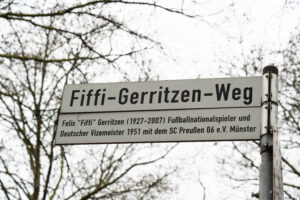 Fiffi-Gerritzen-Weg
Felix "Fiffi" Gerritzen (1927-2007) Fußballnationalspieler und
Deutscher Vizemeister 1951 mit dem SC Preußen 06 e.V. Münster